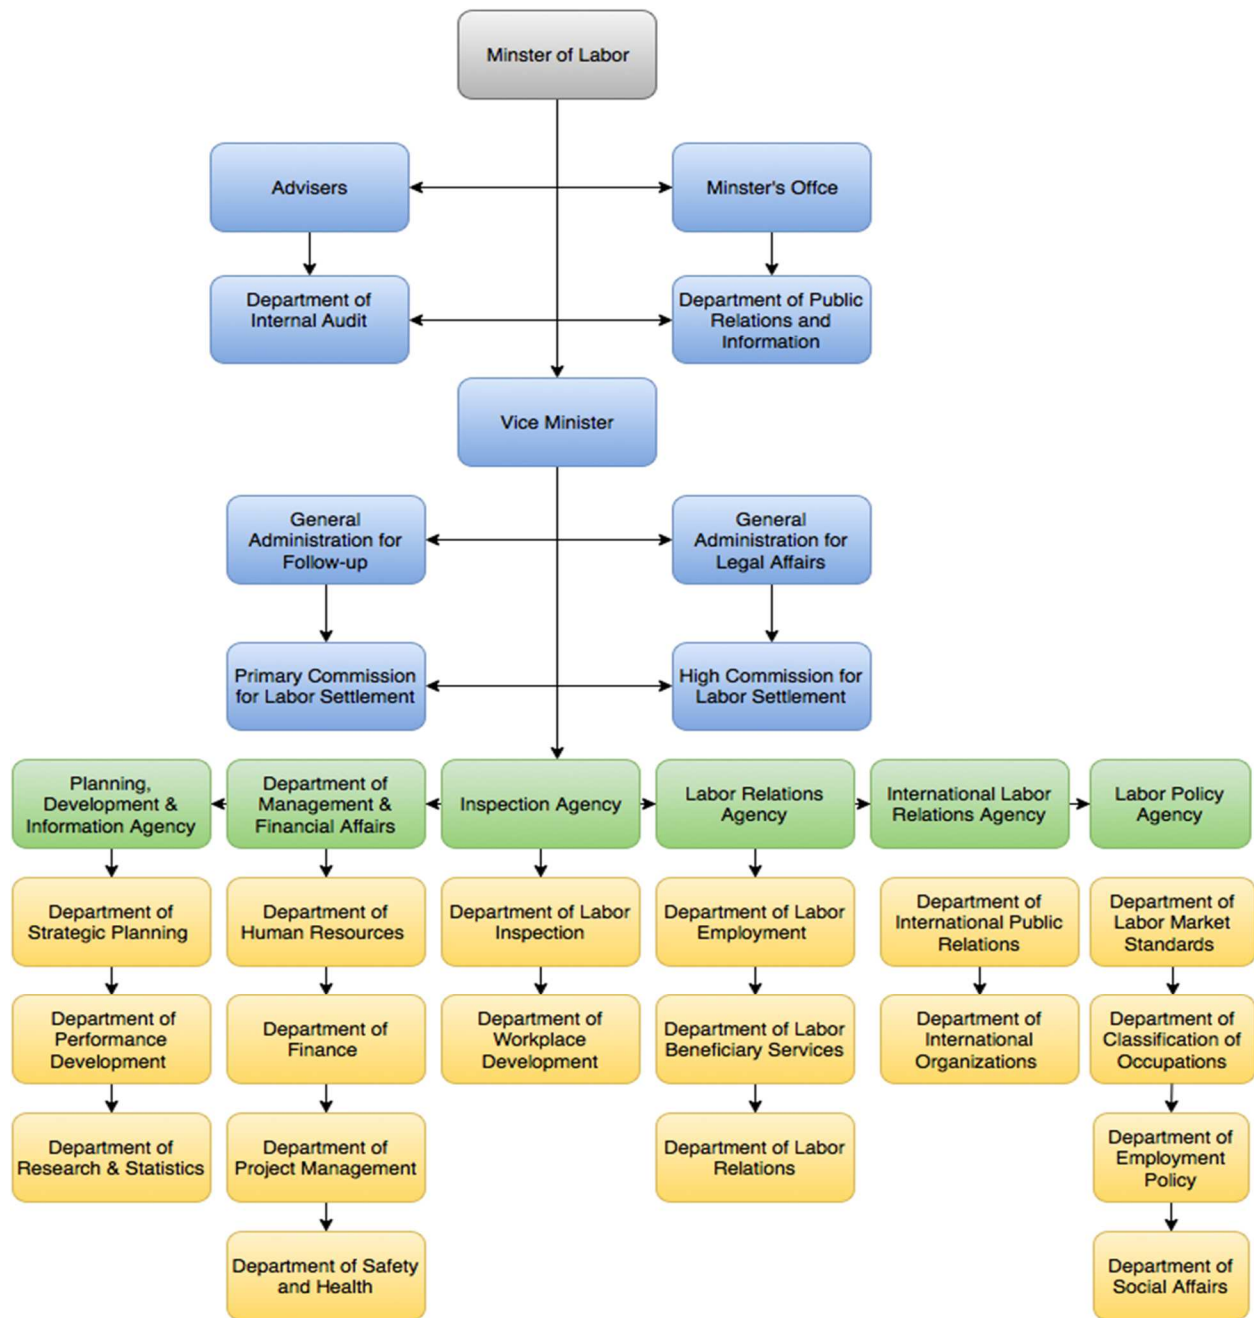 Minster of Labor
Advisers
Minster's Offce
Department of
Internal Audit
Department of Public
Relations and
Information
Vice Minister
General
Administration for
Follow-up
General
Administration for
Legal Affairs
Primary Commission
for Labor Settlement
High Commission for
Labor Settlement
Planning,
Development &
Information Agency
Department of
Management &
Financial Affairs
Inspection Agency
Labor Relations
Agency
International Labor
Relations Agency
Labor Policy
Agency
Department of
Strategic Planning
Department of
Human Resources
Department of Labor
Inspection
Department of Labor
Employment
Department of
International Public
Relations
Department of
Labor Market
Standards
Department of
Performance
Development
Department of
Finance
Department of
Workplace
Development
Department of Labor
Beneficiary Services
Department of
International
Organizations
Department of
Classification of
Occupations
Department of
Research & Statistics
Department of
Project Management
Department of Labor
Relations
Department of
Employment
Policy
Department of Safety
and Health
Department of
Social Affairs